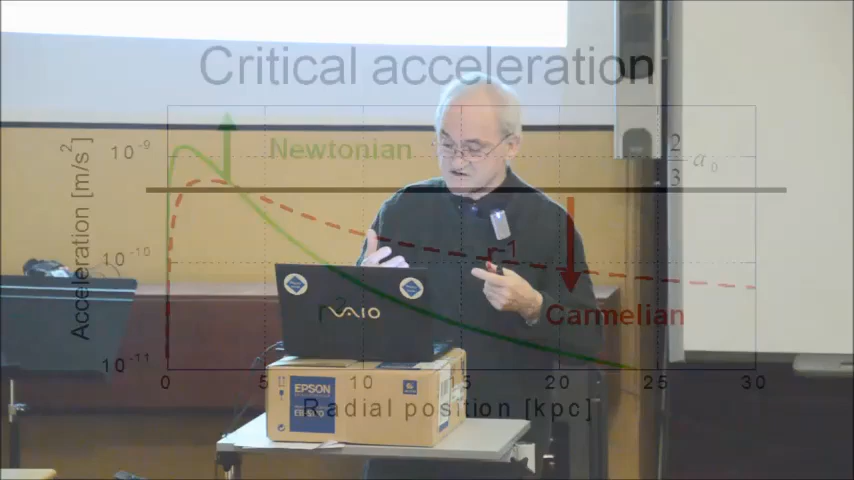 Critical acceleration
Newtonian
2
3
a₀
Acceleration [m/s²]
10⁻⁹
10⁻¹⁰
10⁻¹¹
r⁻¹
r⁻²
Carmelian
VAIO
0 5 10 15 20 25 30
Radial position [kpc]
EPSON